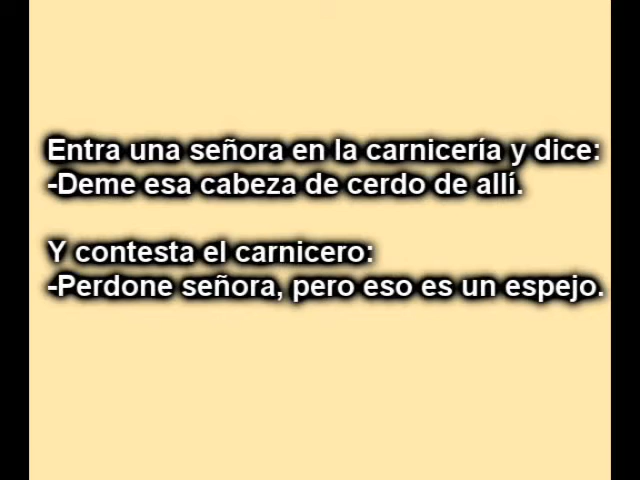 Entra una señora en la carnicería y dice:
-Deme esa cabeza de cerdo de allí.
Y contesta el carnicero:
-Perdone señora, pero eso es un espejo.